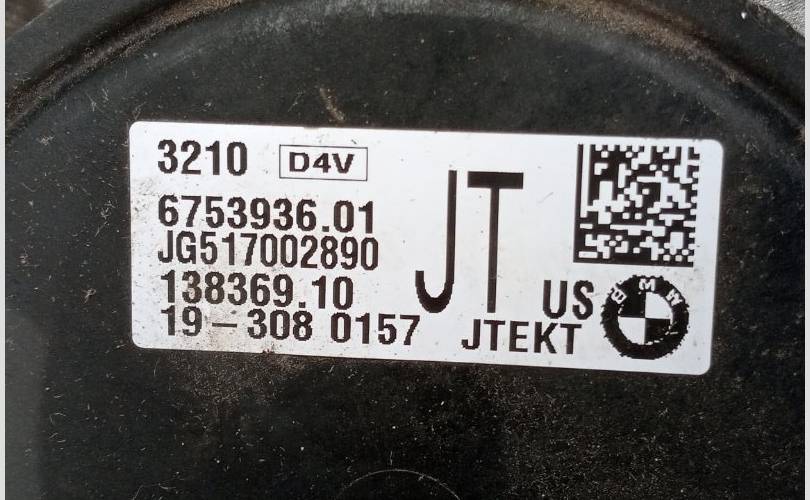 3210 D4V
6753936.01
JG517002890
138369.10
19-308 0157
JT
US
JTEKT
BMW